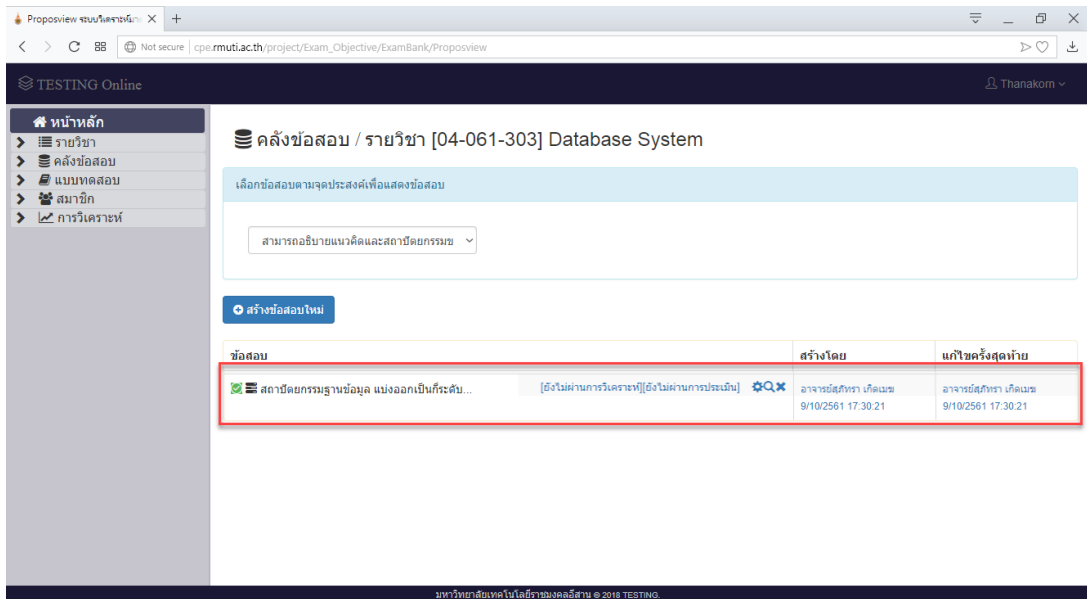 Proposview ระบบวิเคราะห์มา
Not secure | cpe.rmuti.ac.th/project/Exam_Objective/ExamBank/Proposview
TESTING Online
Thanakorn
หน้าหลัก
รายวิชา
คลังข้อสอบ
แบบทดสอบ
สมาชิก
การวิเคราะห์
คลังข้อสอบ / รายวิชา [04-061-303] Database System
เลือกข้อสอบตามจุดประสงค์เพื่อแสดงข้อสอบ
สามารถอธิบายแนวคิดและสถาปัตยกรรมข
สร้างข้อสอบใหม่
ข้อสอบ สร้างโดย แก้ไขครั้งสุดท้าย
สถาปัตยกรรมฐานข้อมูล แบ่งออกเป็นกี่ระดับ... [ยังไม่ผ่านการวิเคราะห์][ยังไม่ผ่านการประเมิน] อาจารย์สุภัทรา เกิดเมฆ อาจารย์สุภัทรา เกิดเมฆ
9/10/2561 17:30:21 9/10/2561 17:30:21
มหาวิทยาลัยเทคโนโลยีราชมงคลอีสาน © 2018 TESTING.